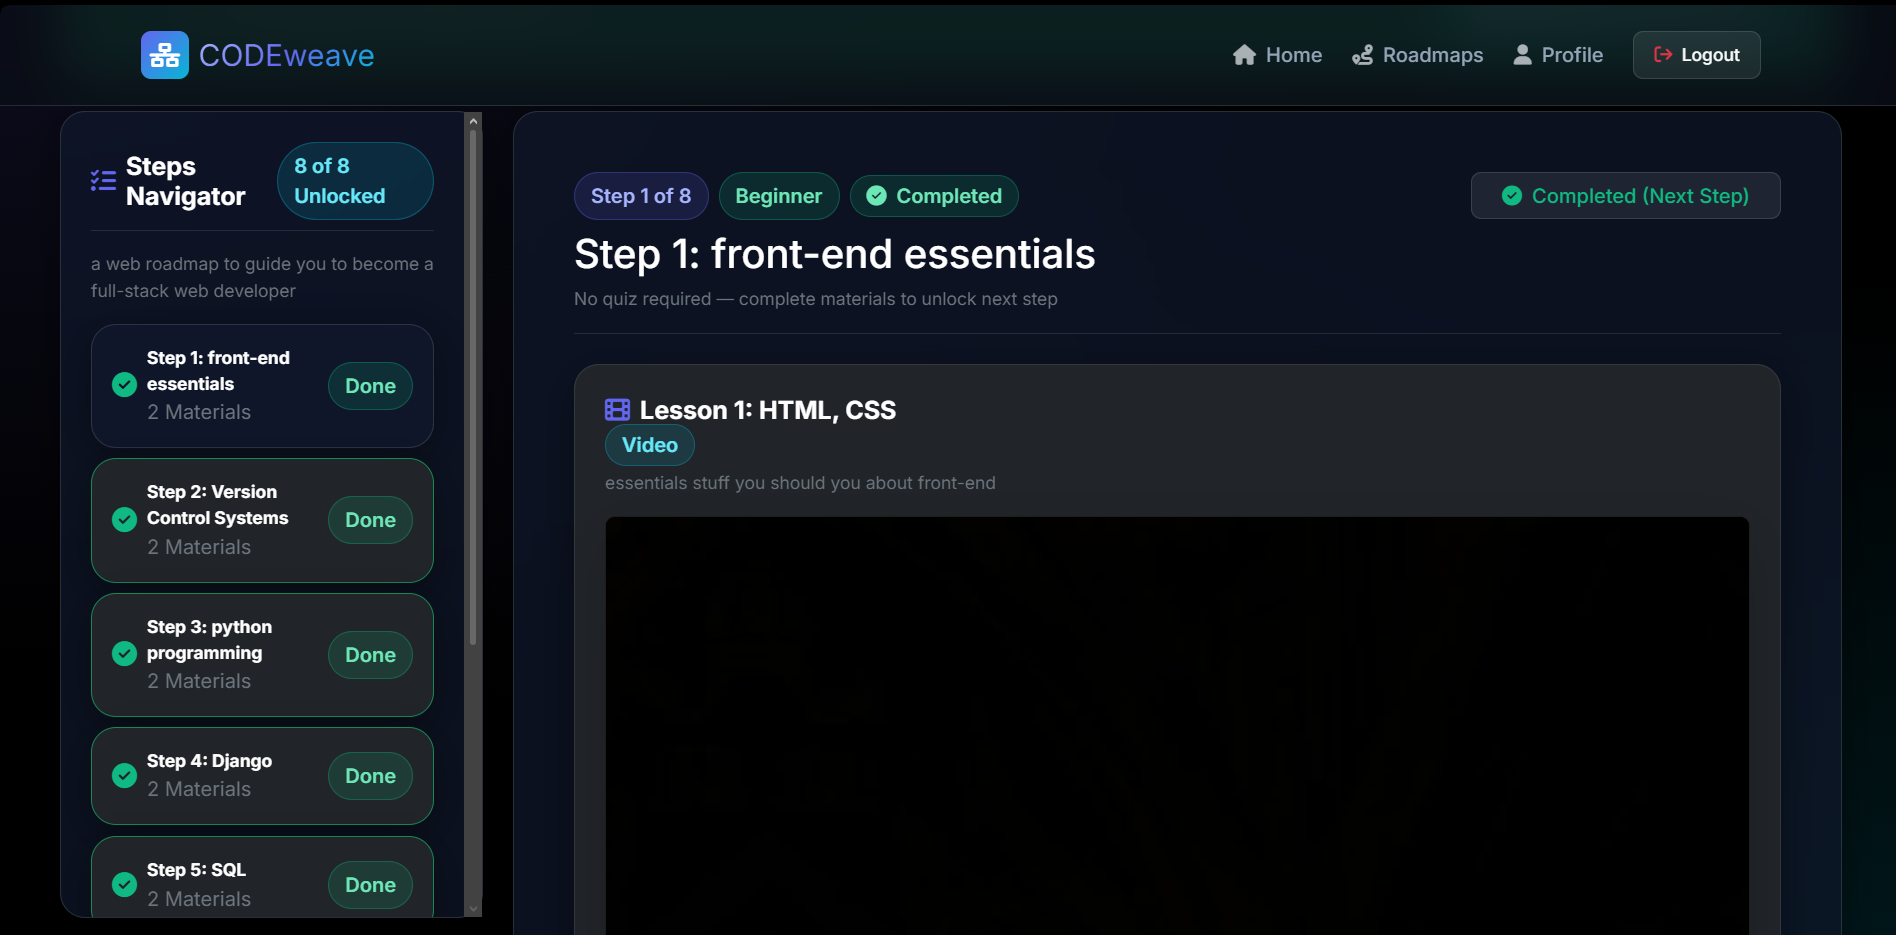 CODEweave
Home
Roadmaps
Profile
Logout
Steps
Navigator
8 of 8
Unlocked
a web roadmap to guide you to become a
full-stack web developer
Step 1: front-end
essentials
2 Materials
Done
Step 2: Version
Control Systems
2 Materials
Done
Step 3: python
programming
2 Materials
Done
Step 4: Django
2 Materials
Done
Step 5: SQL
2 Materials
Done
Step 1 of 8
Beginner
Completed
Completed (Next Step)
Step 1: front-end essentials
No quiz required — complete materials to unlock next step
Lesson 1: HTML, CSS
Video
essentials stuff you should you about front-end